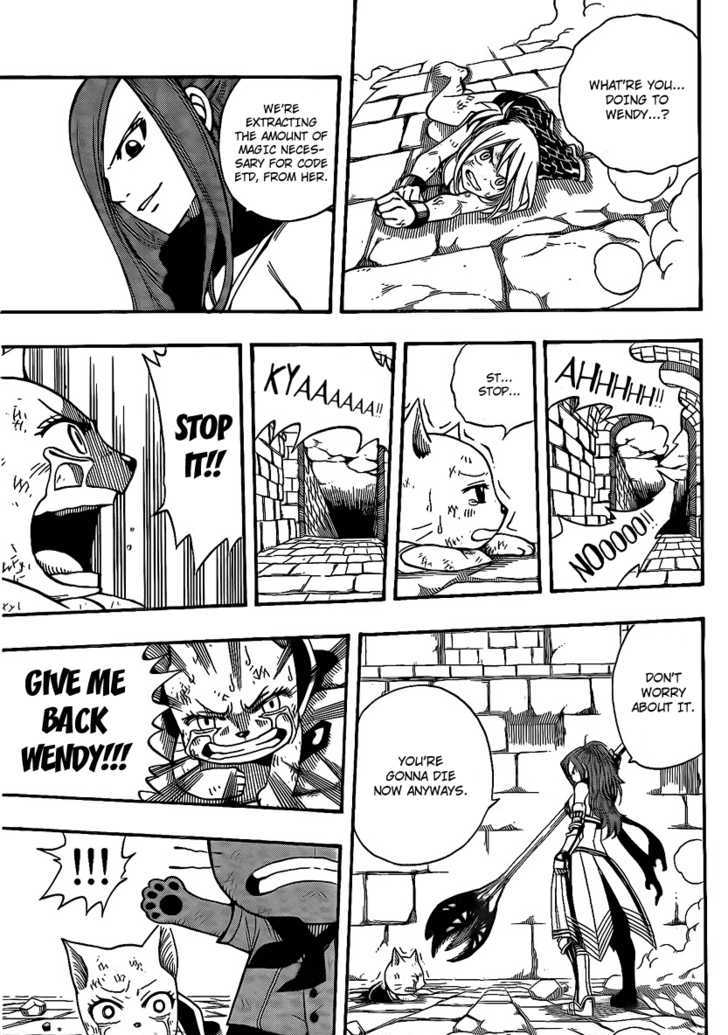 WHAT'RE YOU...
DOING TO
WENDY...?
WE'RE
EXTRACTING
THE AMOUNT OF
MAGIC NECES-
SARY FOR CODE
ETD, FROM HER.
AHHHHH!!
NOOOOO!!
ST...
STOP...
KYAAAAAAA!!
STOP
IT!!
DON'T
WORRY
ABOUT IT.
YOU'RE
GONNA DIE
NOW ANYWAYS.
GIVE ME
BACK
WENDY!!!
!!!